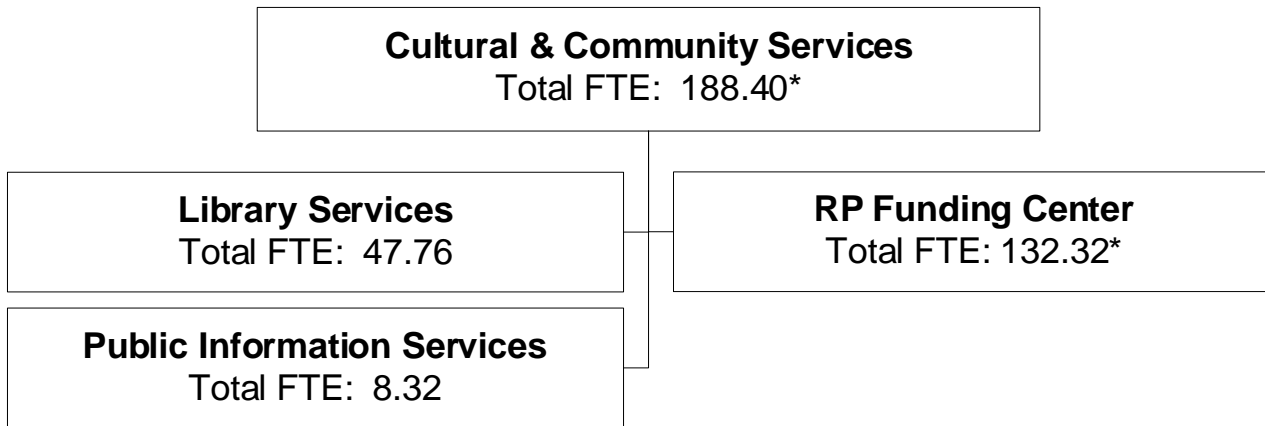 Cultural & Community Services
Total FTE:  188.40*
Library Services
Total FTE:  47.76
RP Funding Center
Total FTE: 132.32*
Public Information Services
Total FTE:  8.32